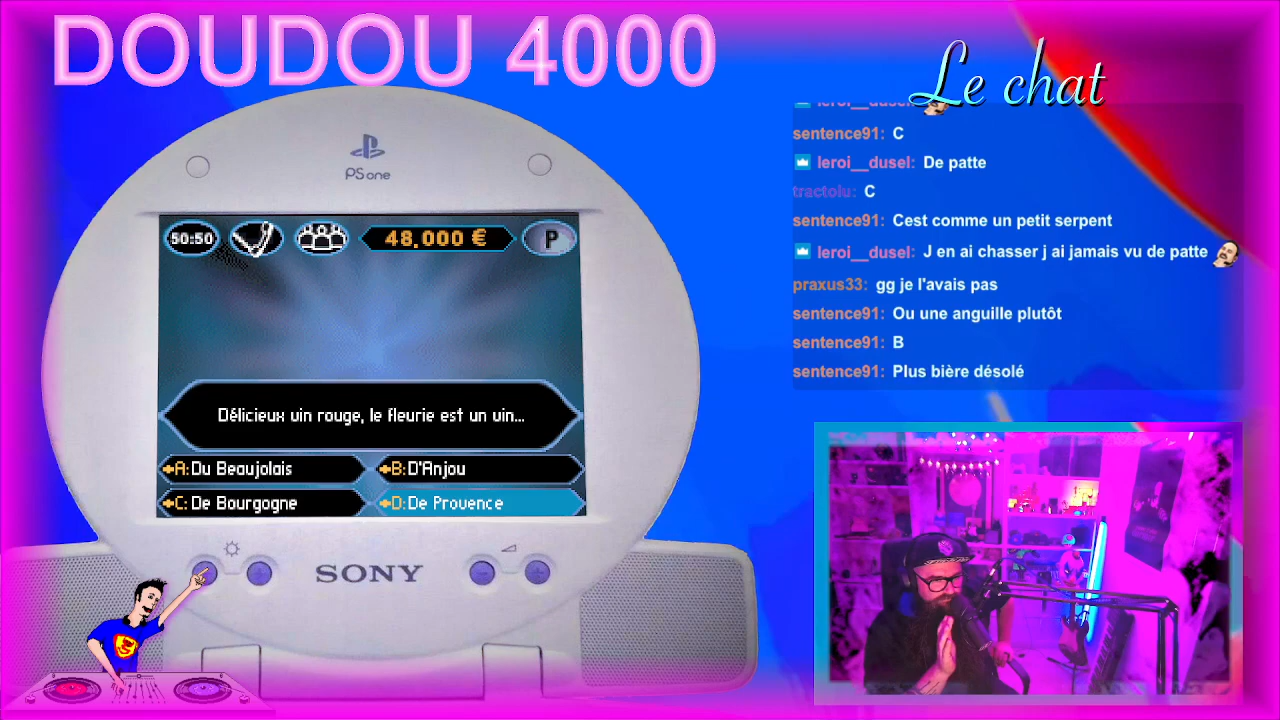 DOUDOU 4000
Le chat
PS one
50:50
48,000 €
P
Délicieux vin rouge, le fleurie est un vin...
A: Du Beaujolais
B: D'Anjou
C: De Bourgogne
D: De Provence
SONY
leroi__dusel:
sentence91: C
leroi__dusel: De patte
tractolu: C
sentence91: Cest comme un petit serpent
leroi__dusel: J en ai chasser j ai jamais vu de patte
praxus33: gg je l'avais pas
sentence91: Ou une anguille plutôt
sentence91: B
sentence91: Plus bière désolé